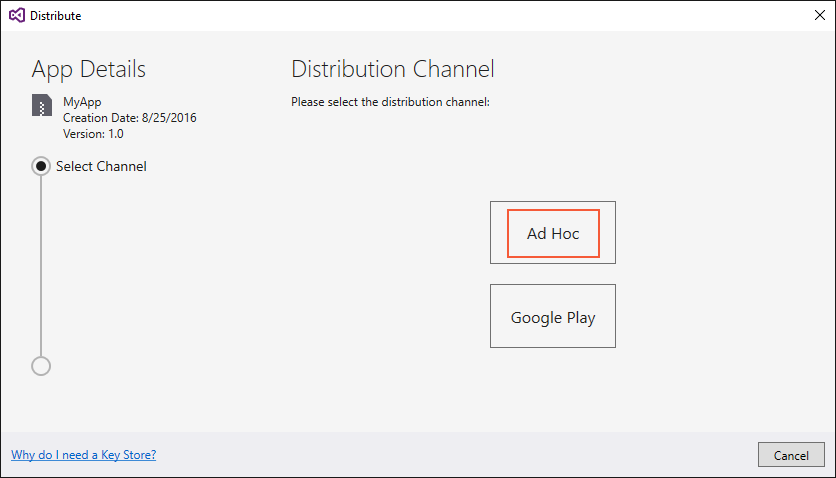 Distribute
App Details
MyApp
Creation Date: 8/25/2016
Version: 1.0
Select Channel
Distribution Channel
Please select the distribution channel:
Ad Hoc
Google Play
Why do I need a Key Store?
Cancel